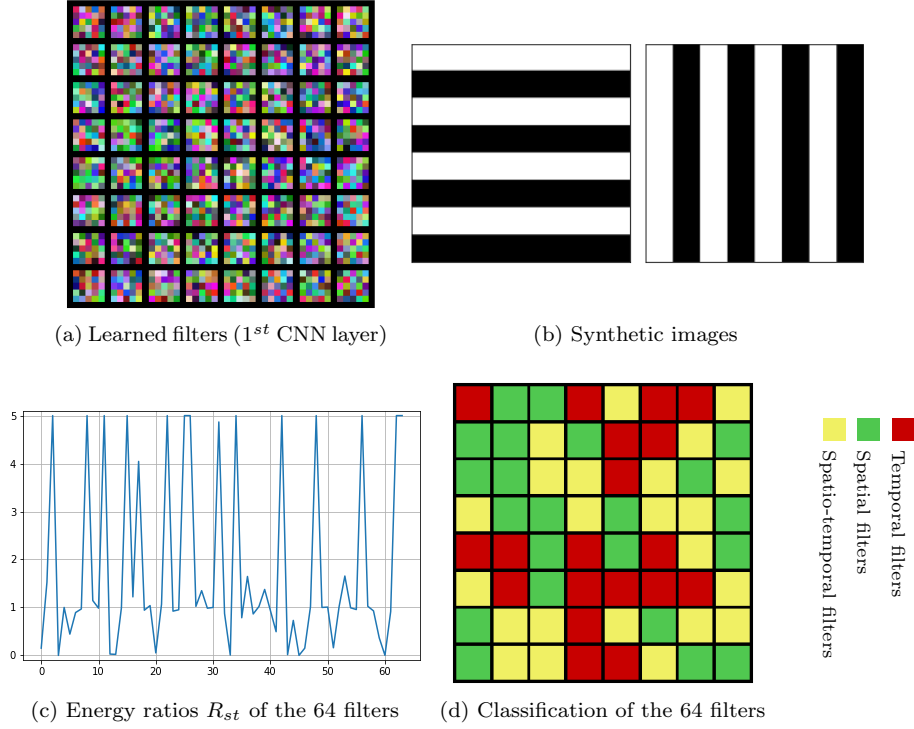 (a) Learned filters (1st CNN layer)
(b) Synthetic images
5
4
3
2
1
0
0 10 20 30 40 50 60
(c) Energy ratios Rst of the 64 filters
Temporal filters
Spatial filters
Spatio-temporal filters
(d) Classification of the 64 filters